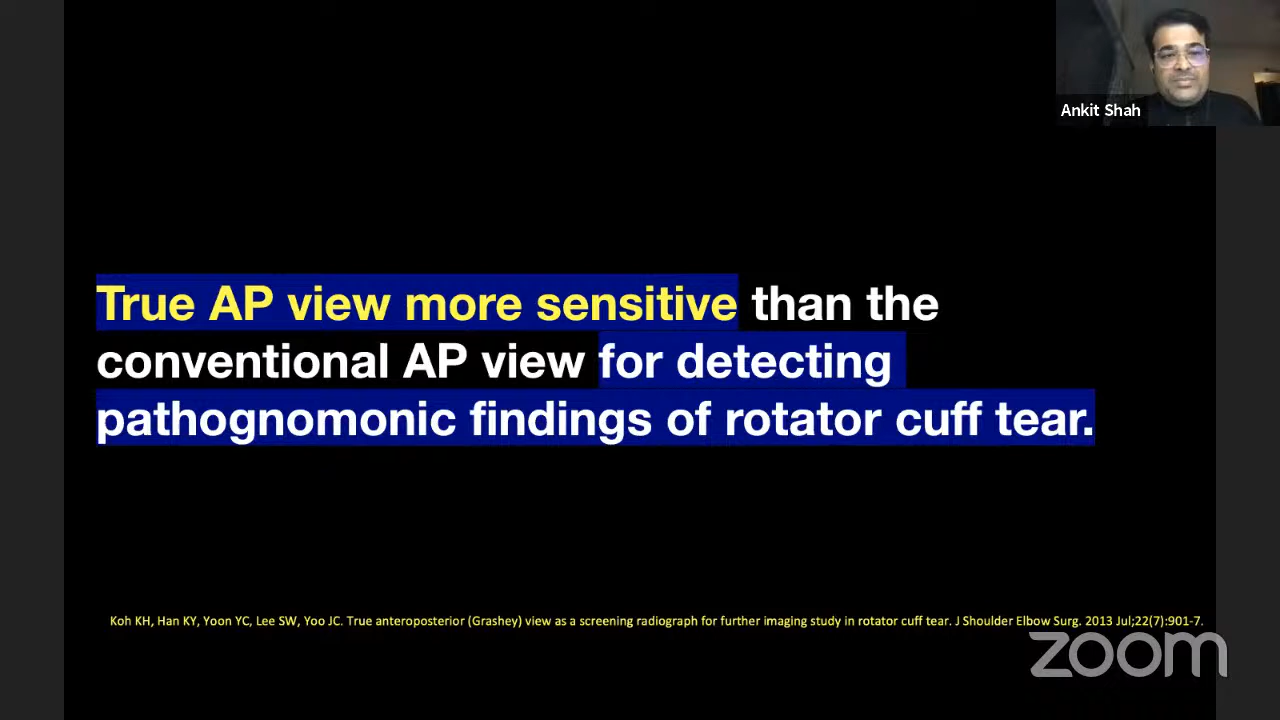 Ankit Shah
True AP view more sensitive than the
conventional AP view for detecting
pathognomonic findings of rotator cuff tear.
Koh KH, Han KY, Yoon YC, Lee SW, Yoo JC. True anteroposterior (Grashey) view as a screening radiograph for further imaging study in rotator cuff tear. J Shoulder Elbow Surg. 2013 Jul;22(7):901-7.
zoom